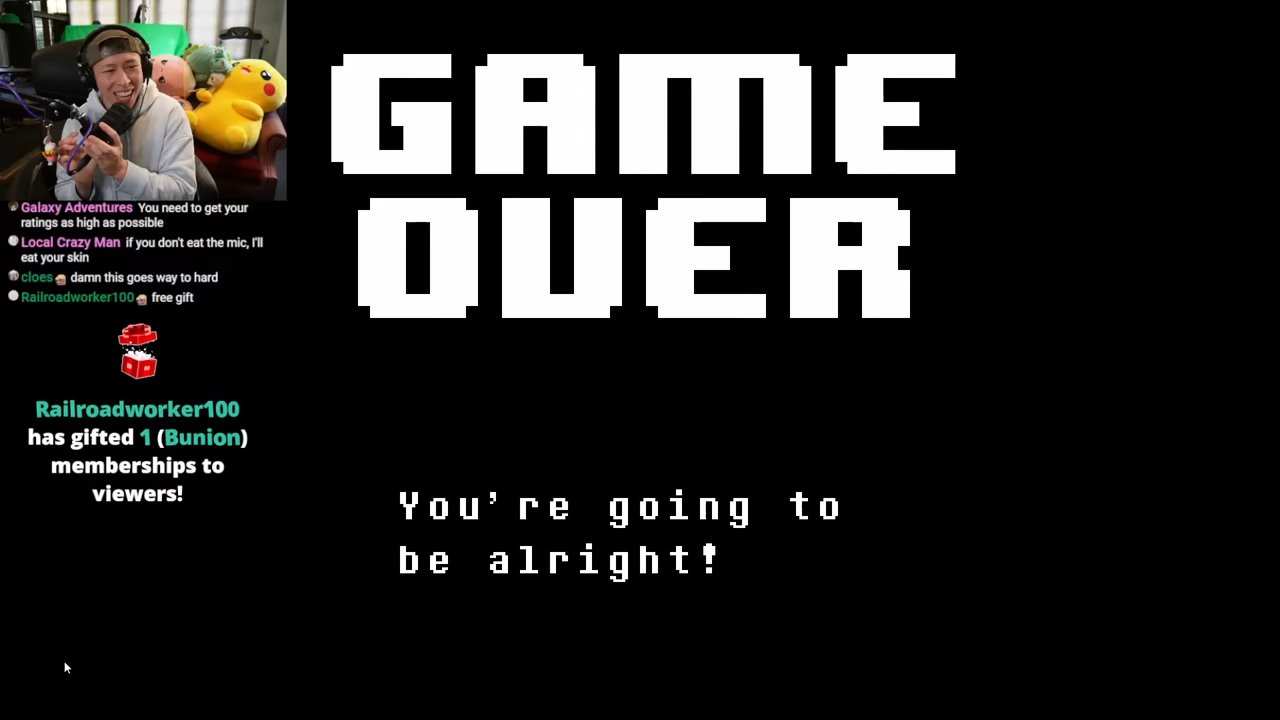 GAME
OVER
Galaxy Adventures You need to get your
ratings as high as possible
Local Crazy Man if you don't eat the mic, I'll
eat your skin
cloes damn this goes way to hard
Railroadworker100 free gift
Railroadworker100
has gifted 1 (Bunion)
memberships to
viewers!
You're going to
be alright!